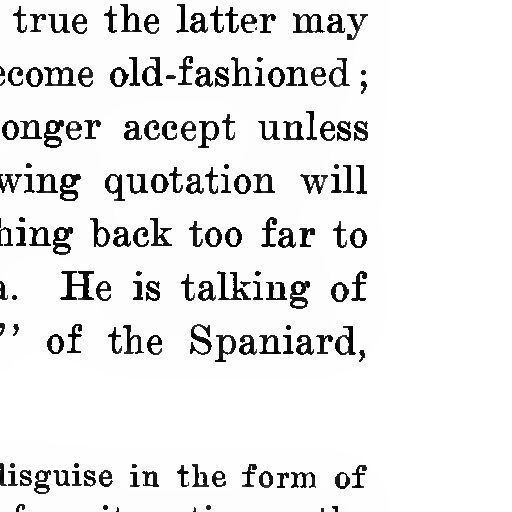 true the latter may
ecome old-fashioned;
onger accept unless
wing quotation will
hing back too far to
. He is talking of
” of the Spaniard,
disguise in the form of